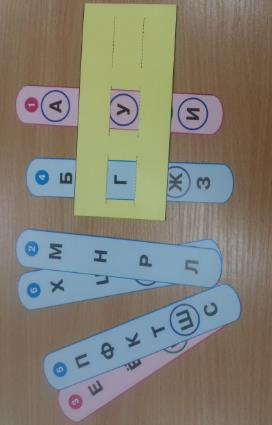 1 А У И
4 Б Г Ж З
2 М Н Р Л
6 Х Ц
5 П Ф К Т Ш С
3 Е Ё